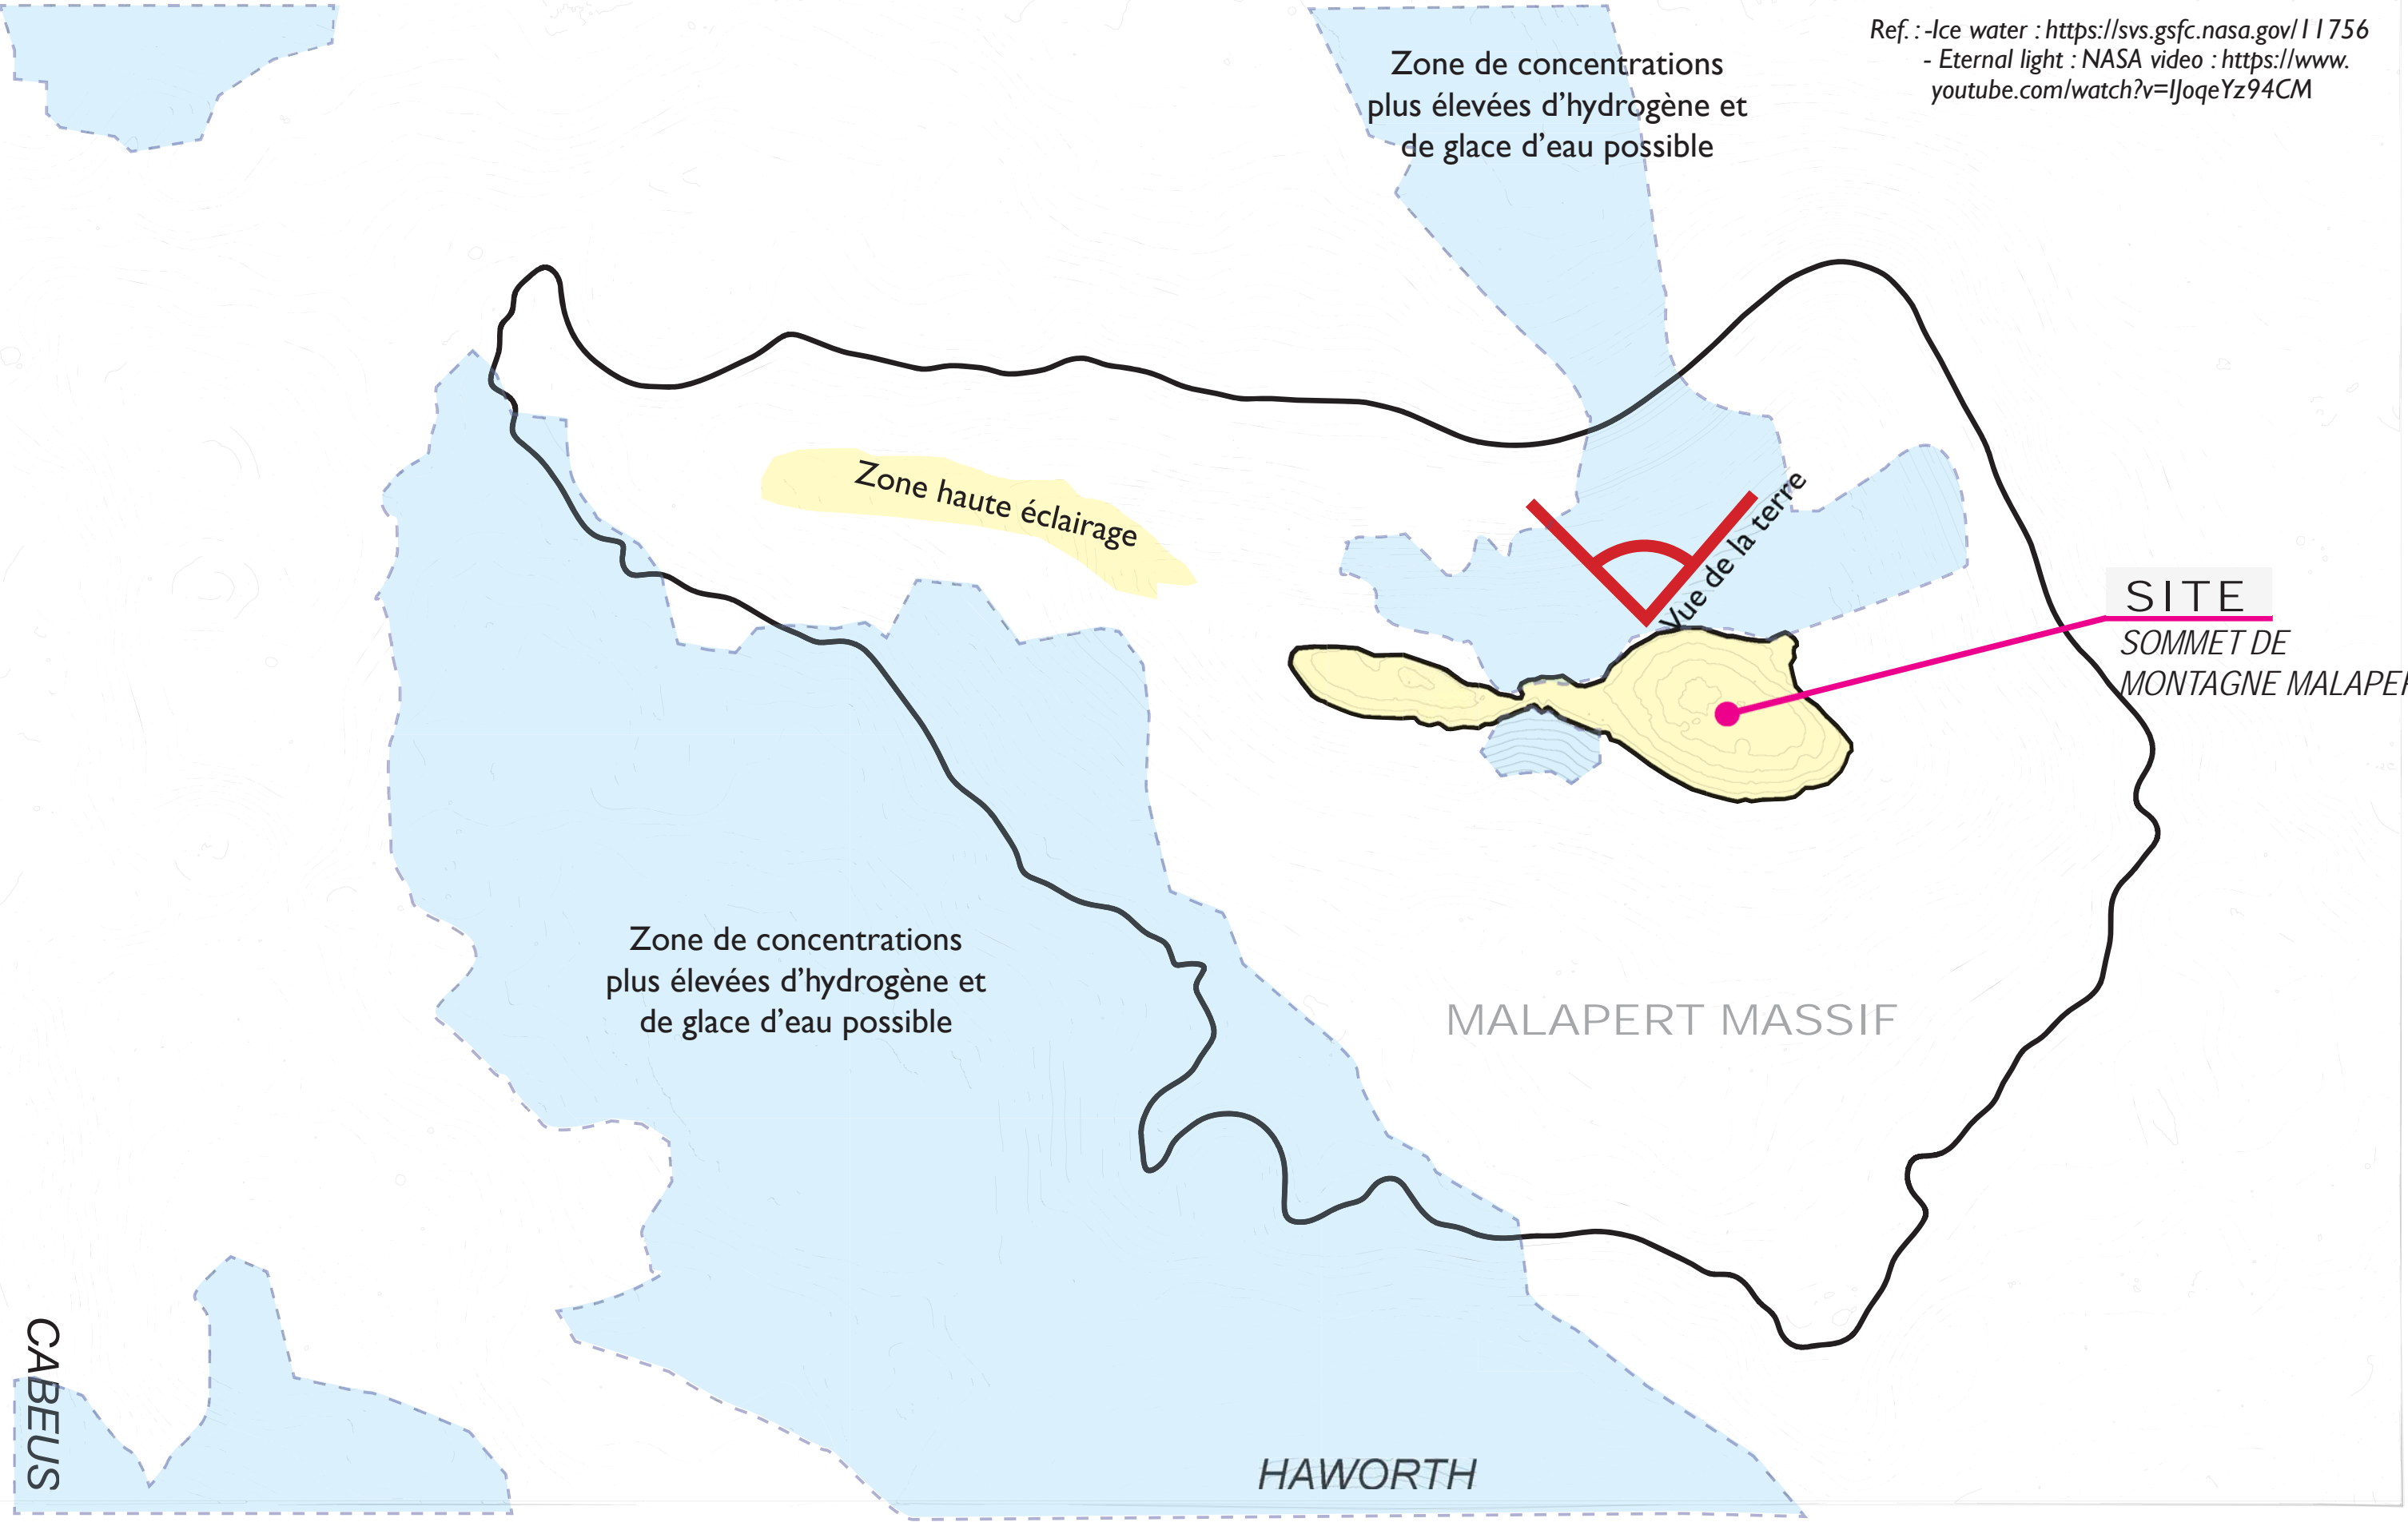 Ref. : -Ice water : https://svs.gsfc.nasa.gov/11756
- Eternal light : NASA video : https://www.
youtube.com/watch?v=IJoqeYz94CM
Zone de concentrations
plus élevées d’hydrogène et
de glace d’eau possible
Zone haute éclairage
Vue de la terre
SITE
SOMMET DE
MONTAGNE MALAPER
Zone de concentrations
plus élevées d’hydrogène et
de glace d’eau possible
MALAPERT MASSIF
CABEUS
HAWORTH